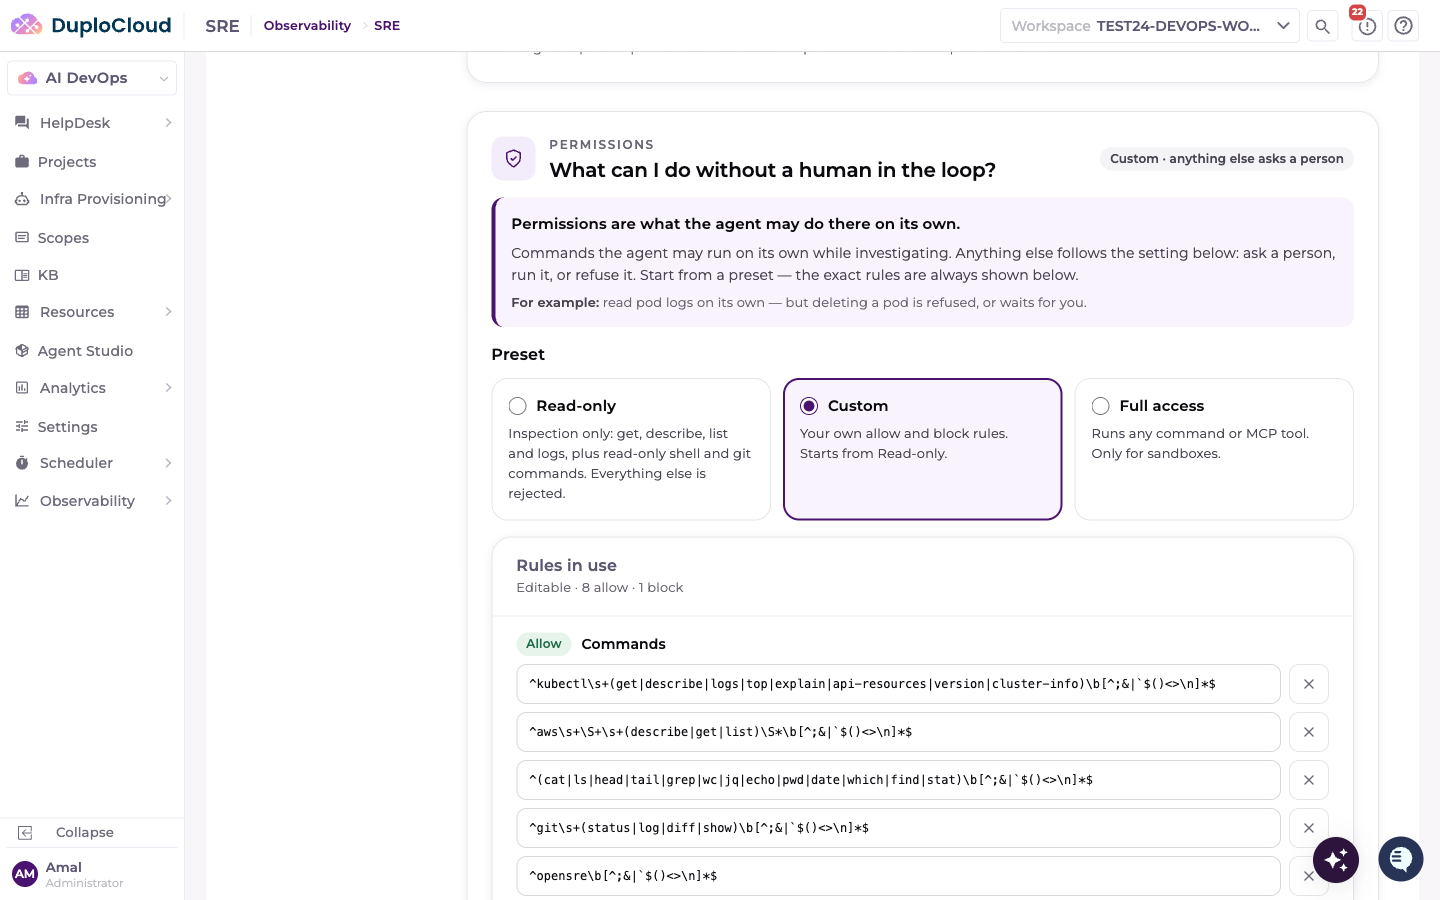 DuploCloud
SRE
Observability
SRE
Workspace TEST24-DEVOPS-WO...
22
AI DevOps
HelpDesk
Projects
Infra Provisioning
Scopes
KB
Resources
Agent Studio
Analytics
Settings
Scheduler
Observability
Collapse
AM
Amal
Administrator
PERMISSIONS
What can I do without a human in the loop?
Custom · anything else asks a person
Permissions are what the agent may do there on its own.
Commands the agent may run on its own while investigating. Anything else follows the setting below: ask a person,
run it, or refuse it. Start from a preset — the exact rules are always shown below.
For example: read pod logs on its own — but deleting a pod is refused, or waits for you.
Preset
Read-only
Inspection only: get, describe, list
and logs, plus read-only shell and git
commands. Everything else is
rejected.
Custom
Your own allow and block rules.
Starts from Read-only.
Full access
Runs any command or MCP tool.
Only for sandboxes.
Rules in use
Editable · 8 allow · 1 block
Allow Commands
^kubectl\s+(get|describe|logs|top|explain|api-resources|version|cluster-info)\b[^;&|`$()<>\n]*$
^aws\s+\S+\s+(describe|get|list)\S*\b[^;&|`$()<>\n]*$
^(cat|ls|head|tail|grep|wc|jq|echo|pwd|date|which|find|stat)\b[^;&|`$()<>\n]*$
^git\s+(status|log|diff|show)\b[^;&|`$()<>\n]*$
^opensre\b[^;&|`$()<>\n]*$